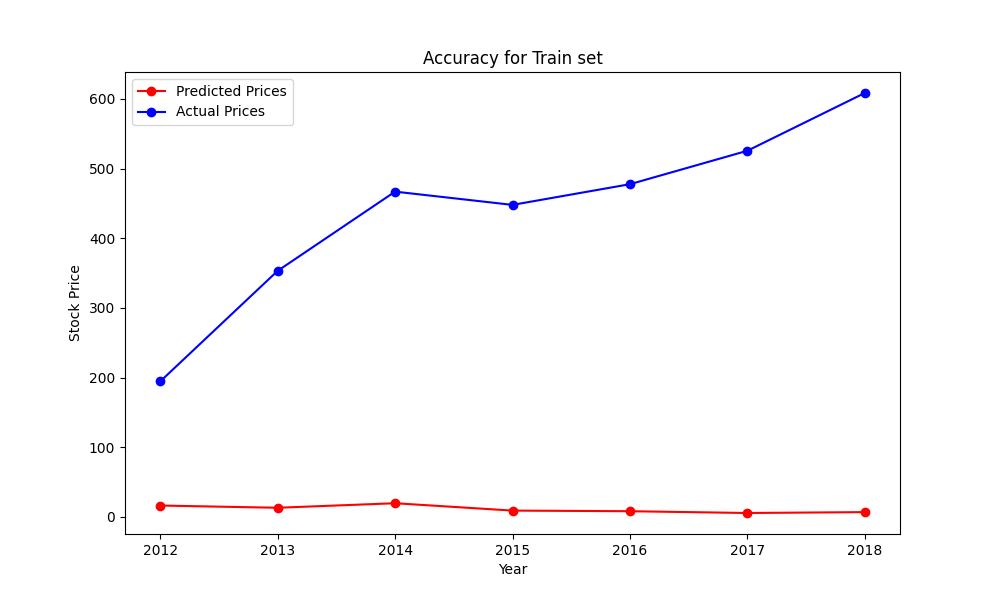 Accuracy for Train set
Predicted Prices
Actual Prices
600
500
400
300
200
100
0
Stock Price
2012 2013 2014 2015 2016 2017 2018
Year